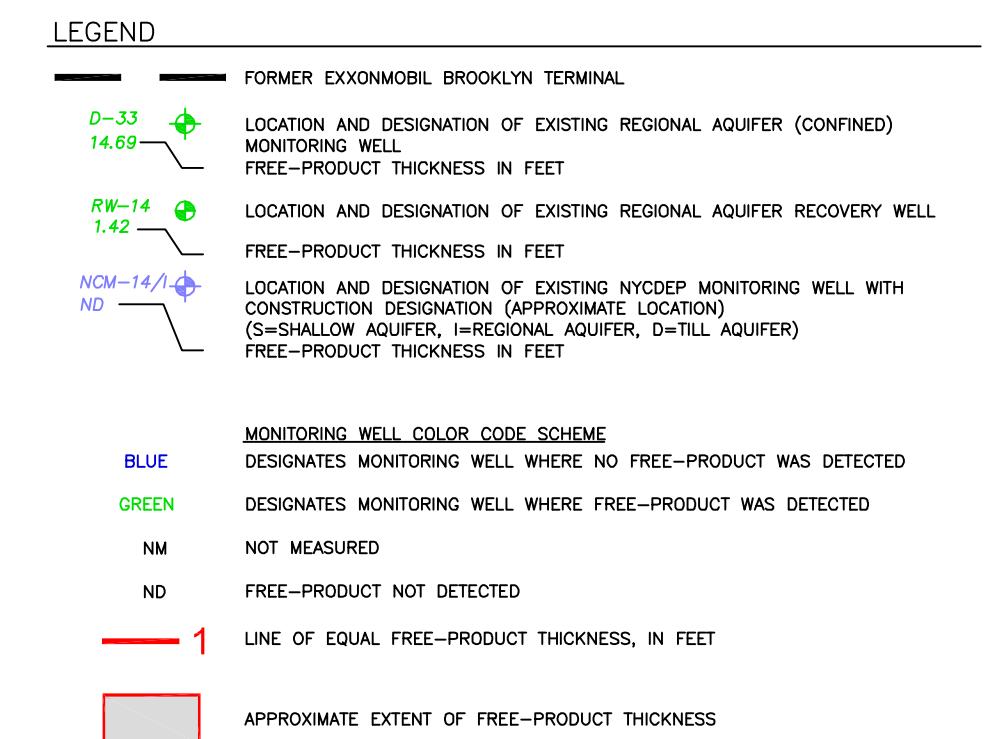 LEGEND
FORMER EXXONMOBIL BROOKLYN TERMINAL
D-33
14.69
LOCATION AND DESIGNATION OF EXISTING REGIONAL AQUIFER (CONFINED)
MONITORING WELL
FREE-PRODUCT THICKNESS IN FEET
RW-14
1.42
LOCATION AND DESIGNATION OF EXISTING REGIONAL AQUIFER RECOVERY WELL
FREE-PRODUCT THICKNESS IN FEET
NCM-14/I
ND
LOCATION AND DESIGNATION OF EXISTING NYCDEP MONITORING WELL WITH
CONSTRUCTION DESIGNATION (APPROXIMATE LOCATION)
(S=SHALLOW AQUIFER, I=REGIONAL AQUIFER, D=TILL AQUIFER)
FREE-PRODUCT THICKNESS IN FEET
MONITORING WELL COLOR CODE SCHEME
BLUE DESIGNATES MONITORING WELL WHERE NO FREE-PRODUCT WAS DETECTED
GREEN DESIGNATES MONITORING WELL WHERE FREE-PRODUCT WAS DETECTED
NM NOT MEASURED
ND FREE-PRODUCT NOT DETECTED
1 LINE OF EQUAL FREE-PRODUCT THICKNESS, IN FEET
APPROXIMATE EXTENT OF FREE-PRODUCT THICKNESS